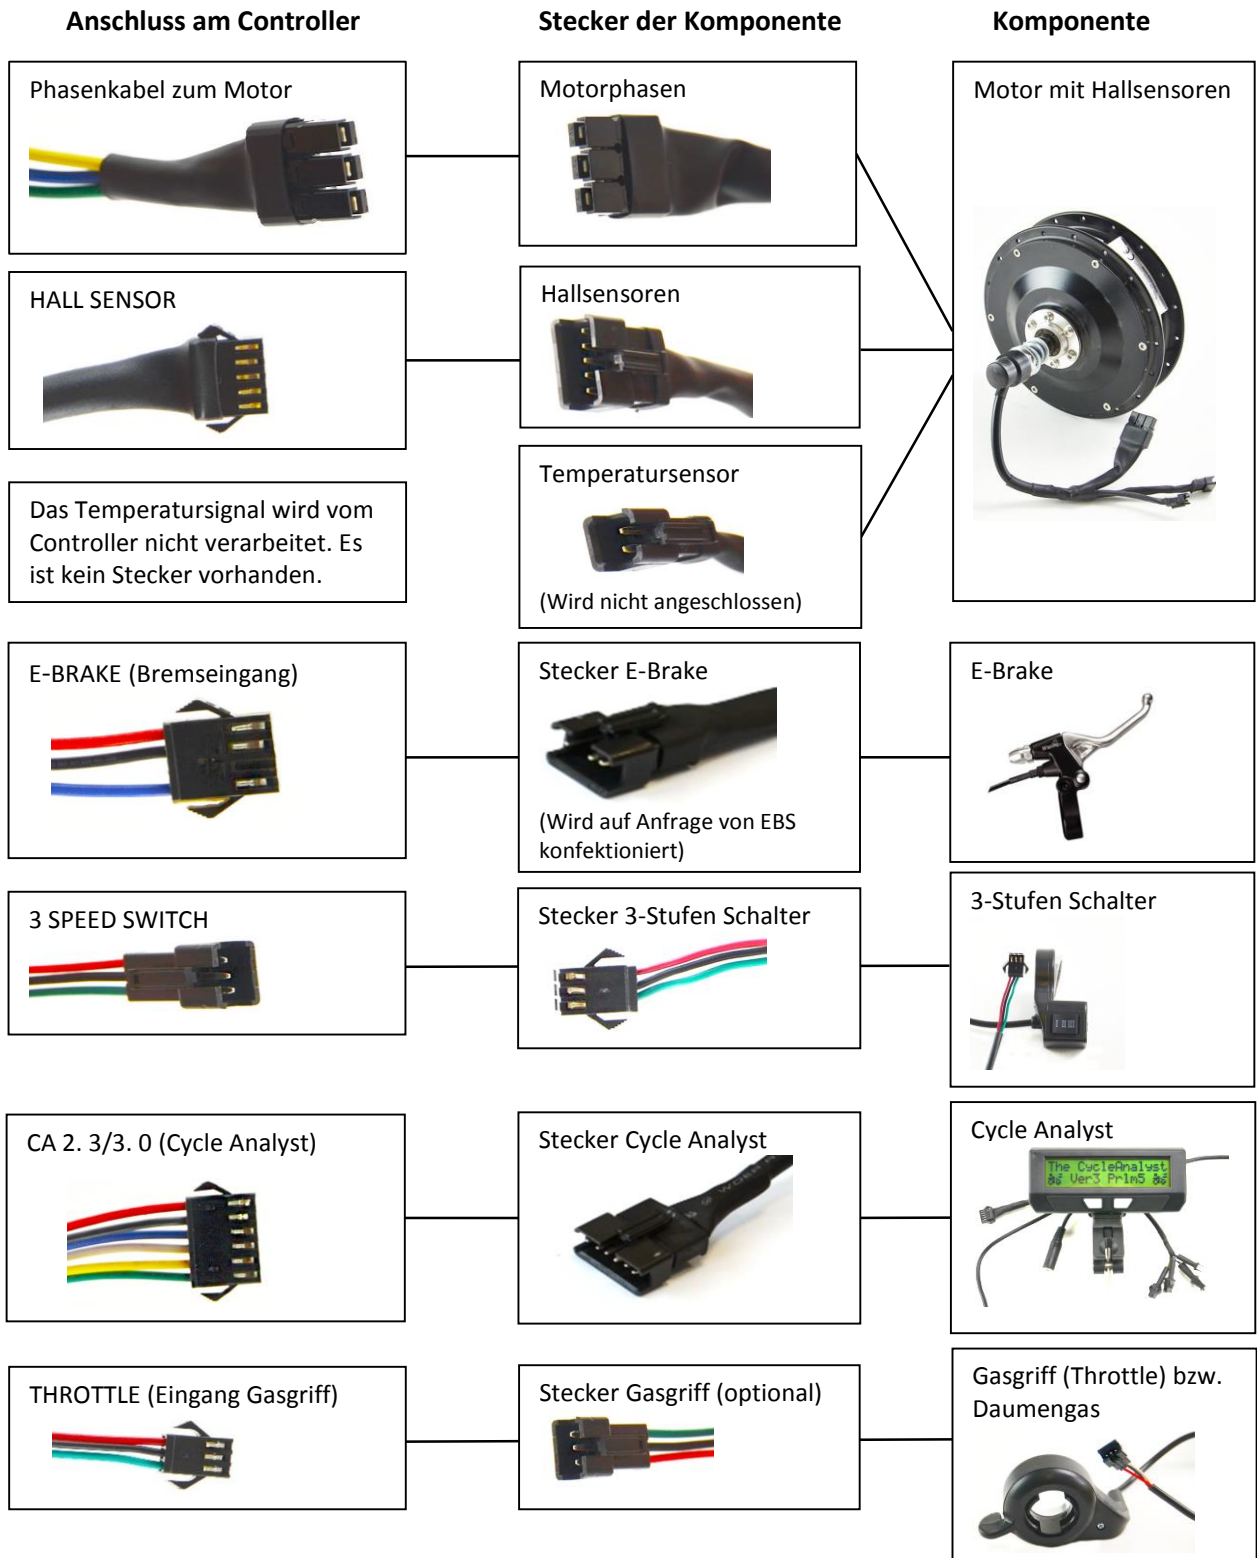 Anschluss am Controller
Stecker der Komponente
Komponente
Phasenkabel zum Motor
Motorphasen
Motor mit Hallsensoren
HALL SENSOR
Hallsensoren
Temperatursensor
(Wird nicht angeschlossen)
Das Temperatursignal wird vom
Controller nicht verarbeitet. Es
ist kein Stecker vorhanden.
E-BRAKE (Bremseingang)
Stecker E-Brake
(Wird auf Anfrage von EBS
konfektioniert)
E-Brake
3 SPEED SWITCH
Stecker 3-Stufen Schalter
3-Stufen Schalter
CA 2. 3/3. 0 (Cycle Analyst)
Stecker Cycle Analyst
Cycle Analyst
The CycleAnalyst
Ver3 Prlm5
THROTTLE (Eingang Gasgriff)
Stecker Gasgriff (optional)
Gasgriff (Throttle) bzw.
Daumengas